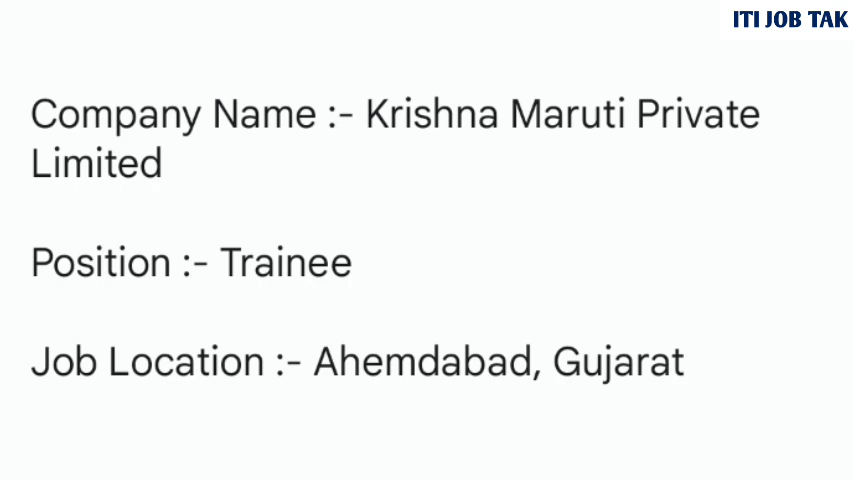 ITI JOB TAK
Company Name :- Krishna Maruti Private
Limited
Position :- Trainee
Job Location :- Ahemdabad, Gujarat